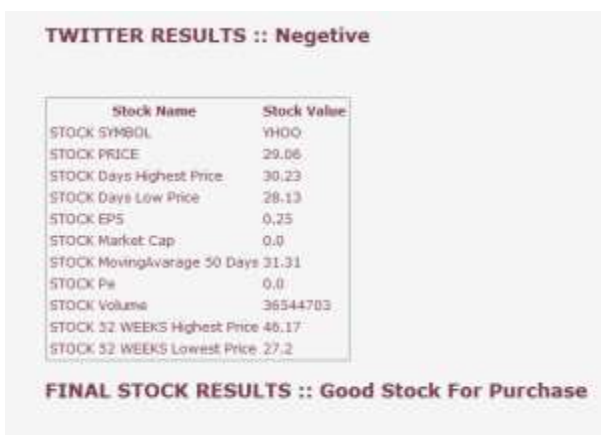 TWITTER RESULTS :: Negetive
Stock Name Stock Value
STOCK SYMBOL YHOO
STOCK PRICE 29.06
STOCK Days Highest Price 30.23
STOCK Days Low Price 28.13
STOCK EPS 0.25
STOCK Market Cap 0.0
STOCK MovingAvarage 50 Days 31.31
STOCK Pe 0.0
STOCK Volume 36544703
STOCK 52 WEEKS Highest Price 46.17
STOCK 52 WEEKS Lowest Price 27.2
FINAL STOCK RESULTS :: Good Stock For Purchase